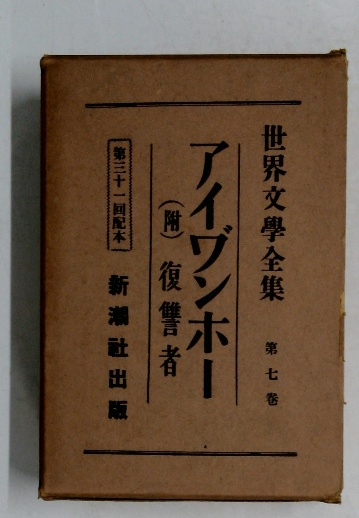 世界文學全集 第七卷
アイヴンホー
(附) 復讐者
第三十一回配本
新潮社出版